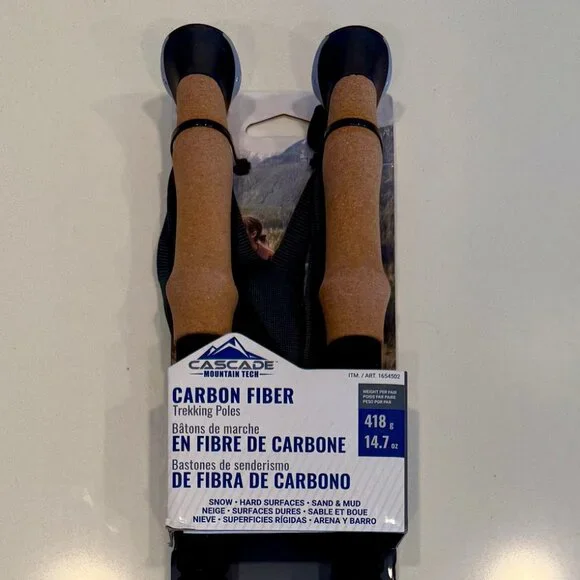 CASCADE
MOUNTAIN TECH
ITM. / ART. 1654502
CARBON FIBER
Trekking Poles
Bâtons de marche
EN FIBRE DE CARBONE
Bastones de senderismo
DE FIBRA DE CARBONO
WEIGHT PER PAIR
POIDS PAR PAIRE
PESO POR PAR
418 g
14.7 oz
SNOW • HARD SURFACES • SAND & MUD
NEIGE • SURFACES DURES • SABLE ET BOUE
NIEVE • SUPERFICIES RÍGIDAS • ARENA Y BARRO